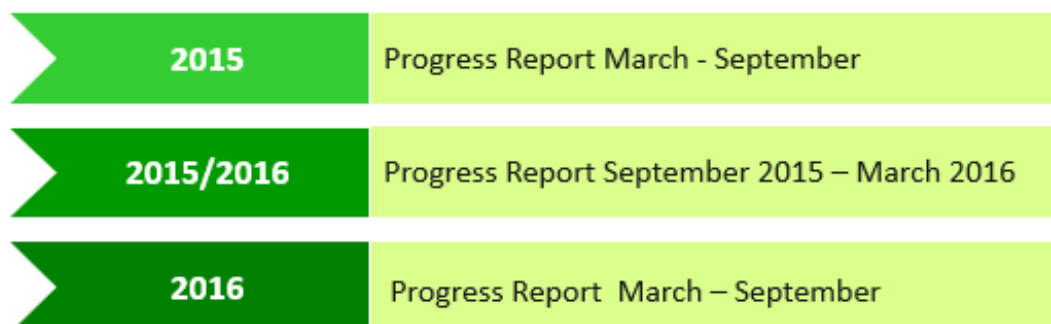 2015 Progress Report March - September
2015/2016 Progress Report September 2015 – March 2016
2016 Progress Report March – September